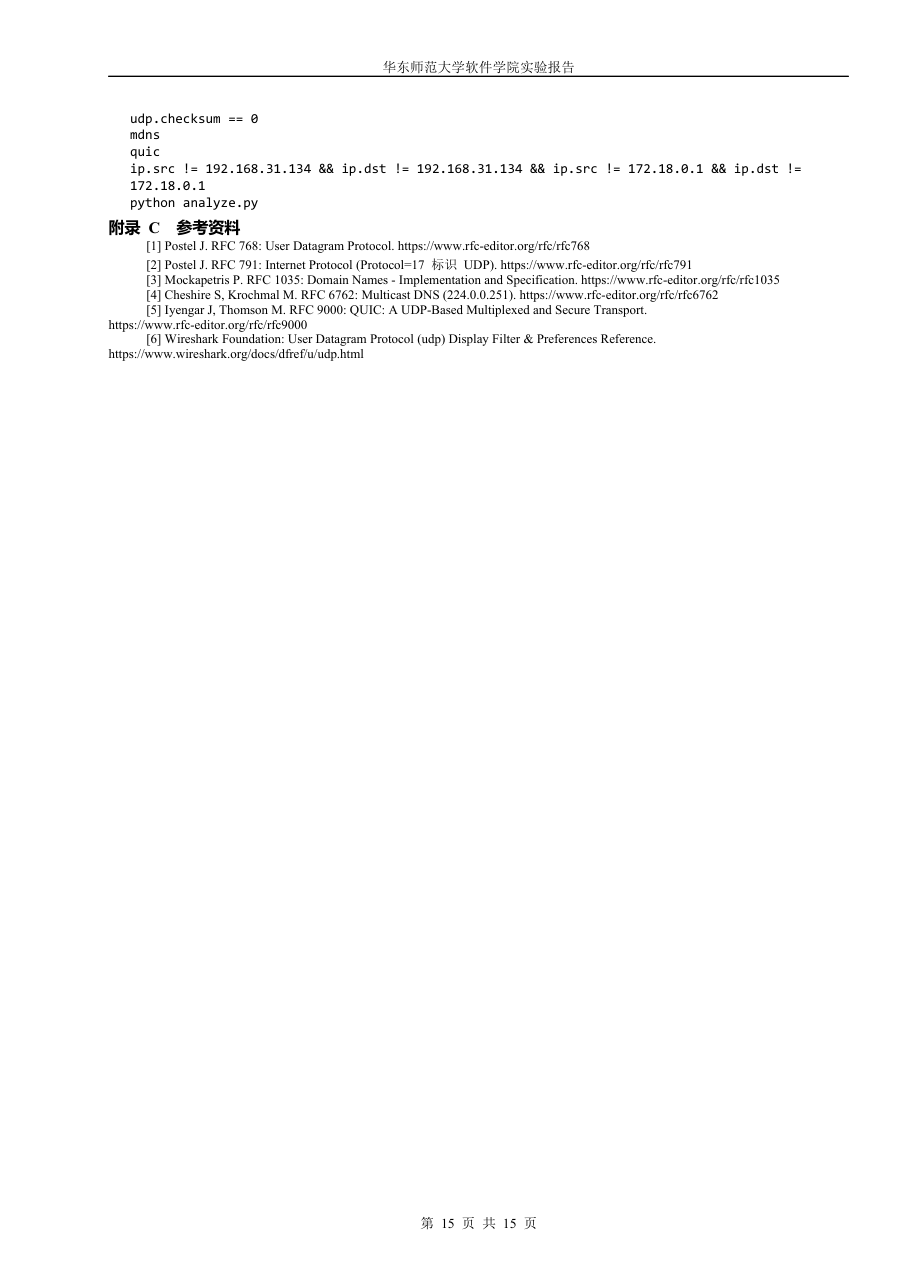 华东师范大学软件学院实验报告
udp.checksum == 0
mdns
quic
ip.src != 192.168.31.134 && ip.dst != 192.168.31.134 && ip.src != 172.18.0.1 && ip.dst !=
172.18.0.1
python analyze.py
附录 C 参考资料
[1] Postel J. RFC 768: User Datagram Protocol. https://www.rfc-editor.org/rfc/rfc768
[2] Postel J. RFC 791: Internet Protocol (Protocol=17 标识 UDP). https://www.rfc-editor.org/rfc/rfc791
[3] Mockapetris P. RFC 1035: Domain Names - Implementation and Specification. https://www.rfc-editor.org/rfc/rfc1035
[4] Cheshire S, Krochmal M. RFC 6762: Multicast DNS (224.0.0.251). https://www.rfc-editor.org/rfc/rfc6762
[5] Iyengar J, Thomson M. RFC 9000: QUIC: A UDP-Based Multiplexed and Secure Transport.
https://www.rfc-editor.org/rfc/rfc9000
[6] Wireshark Foundation: User Datagram Protocol (udp) Display Filter & Preferences Reference.
https://www.wireshark.org/docs/dfref/u/udp.html
第 15 页 共 15 页